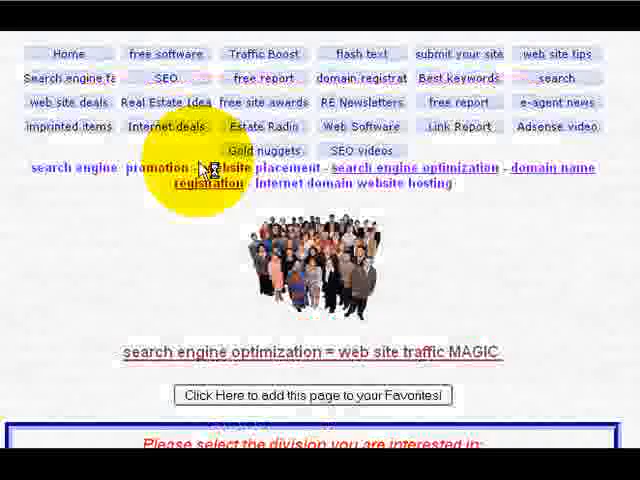 Home free software Traffic Boost flash text submit your site web site tips
Search engine fa SEO free report domain registrat Best keywords search
web site deals Real Estate Idea free site awards RE Newsletters free report e-agent news
imprinted items Internet deals Estate Radio Web Software Link Report Adsense video
Gold nuggets SEO videos
search engine promotion - website placement - search engine optimization - domain name
registration - Internet domain website hosting
search engine optimization = web site traffic MAGIC
Click Here to add this page to your Favorites!
Please select the division you are interested in: